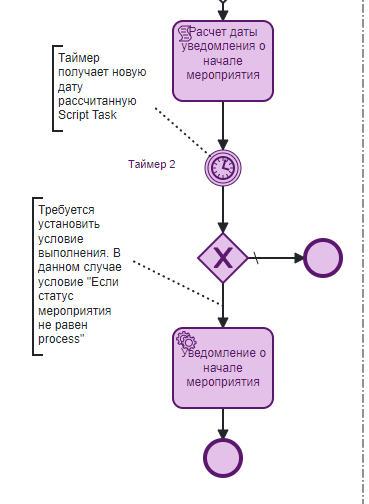 Расчет даты
уведомления о
начале
мероприятия
Таймер
получает новую
дату
рассчитанную
Script Task
Таймер 2
Требуется
установить
условие
выполнения. В
данном случае
условие "Если
статус
мероприятия
не равен
process"
Уведомление о
начале
мероприятия